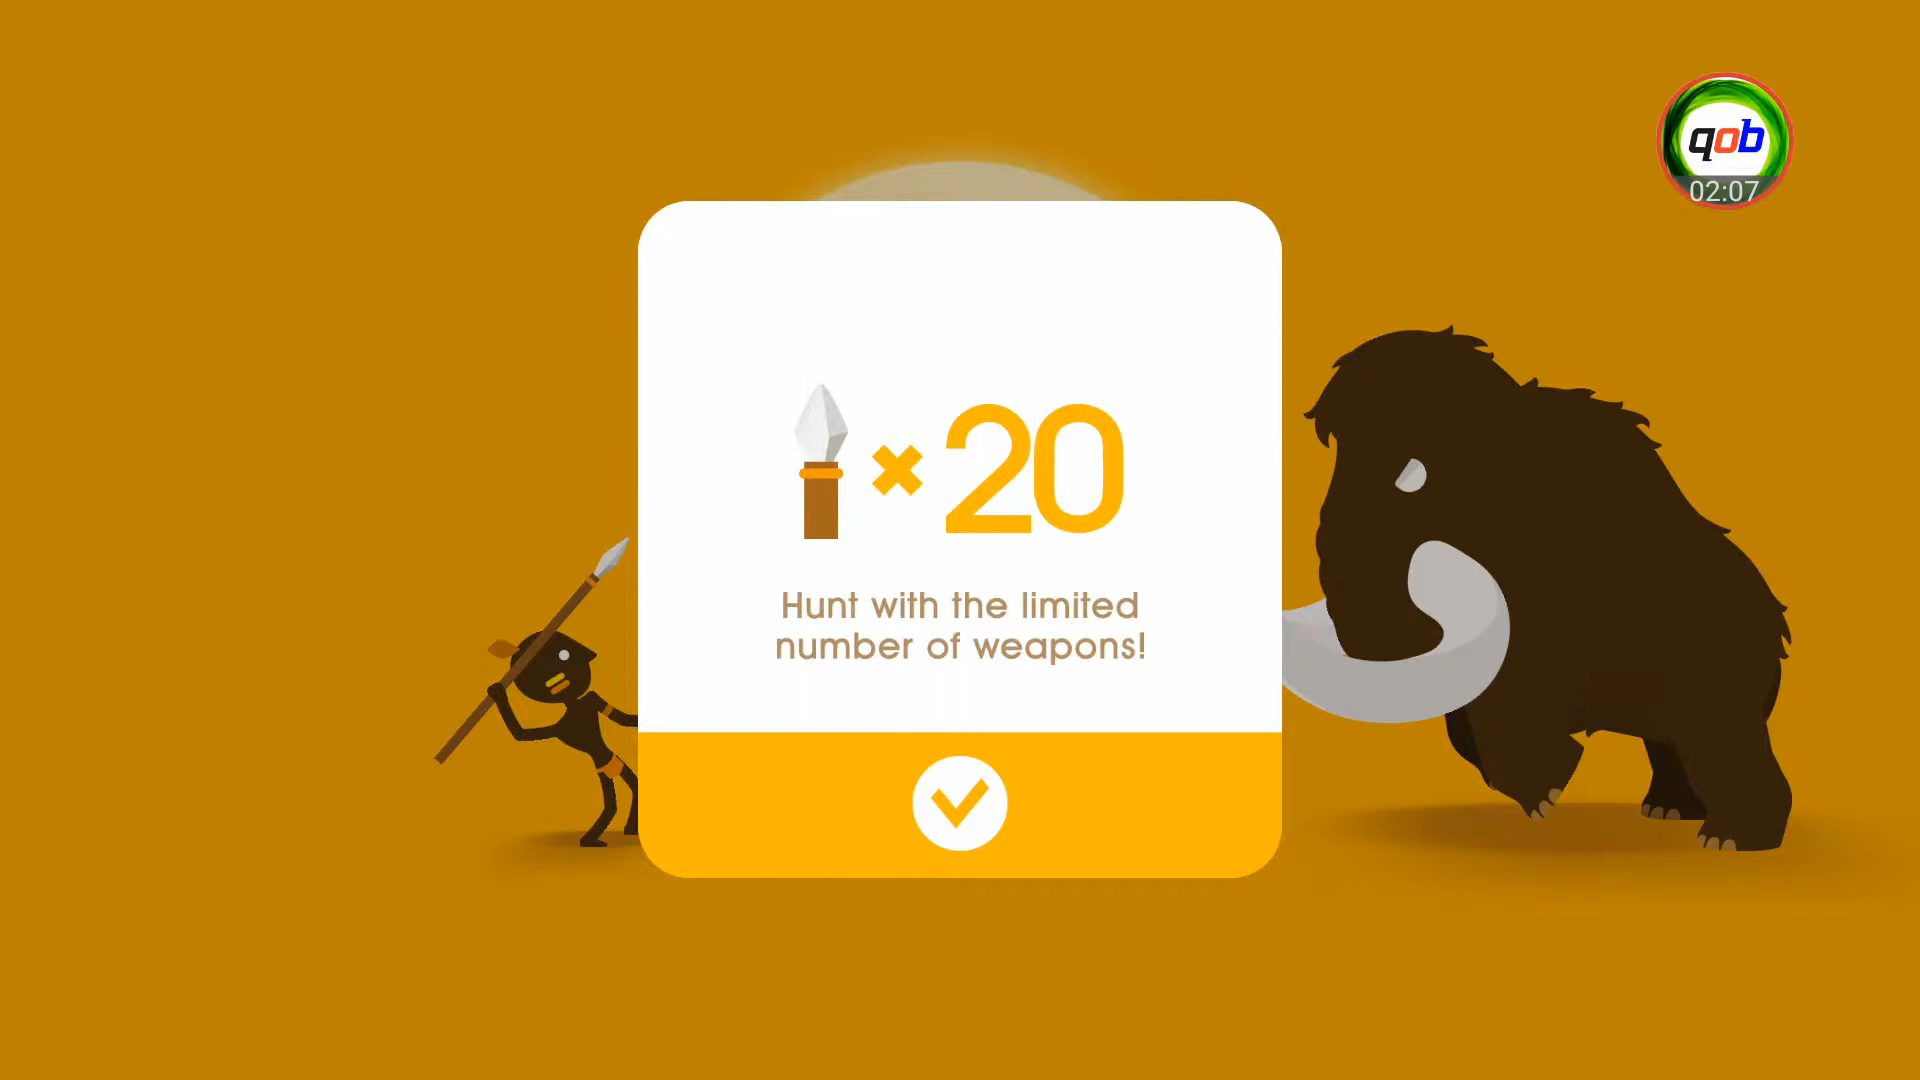 qob
02:07
×20
Hunt with the limited
number of weapons!